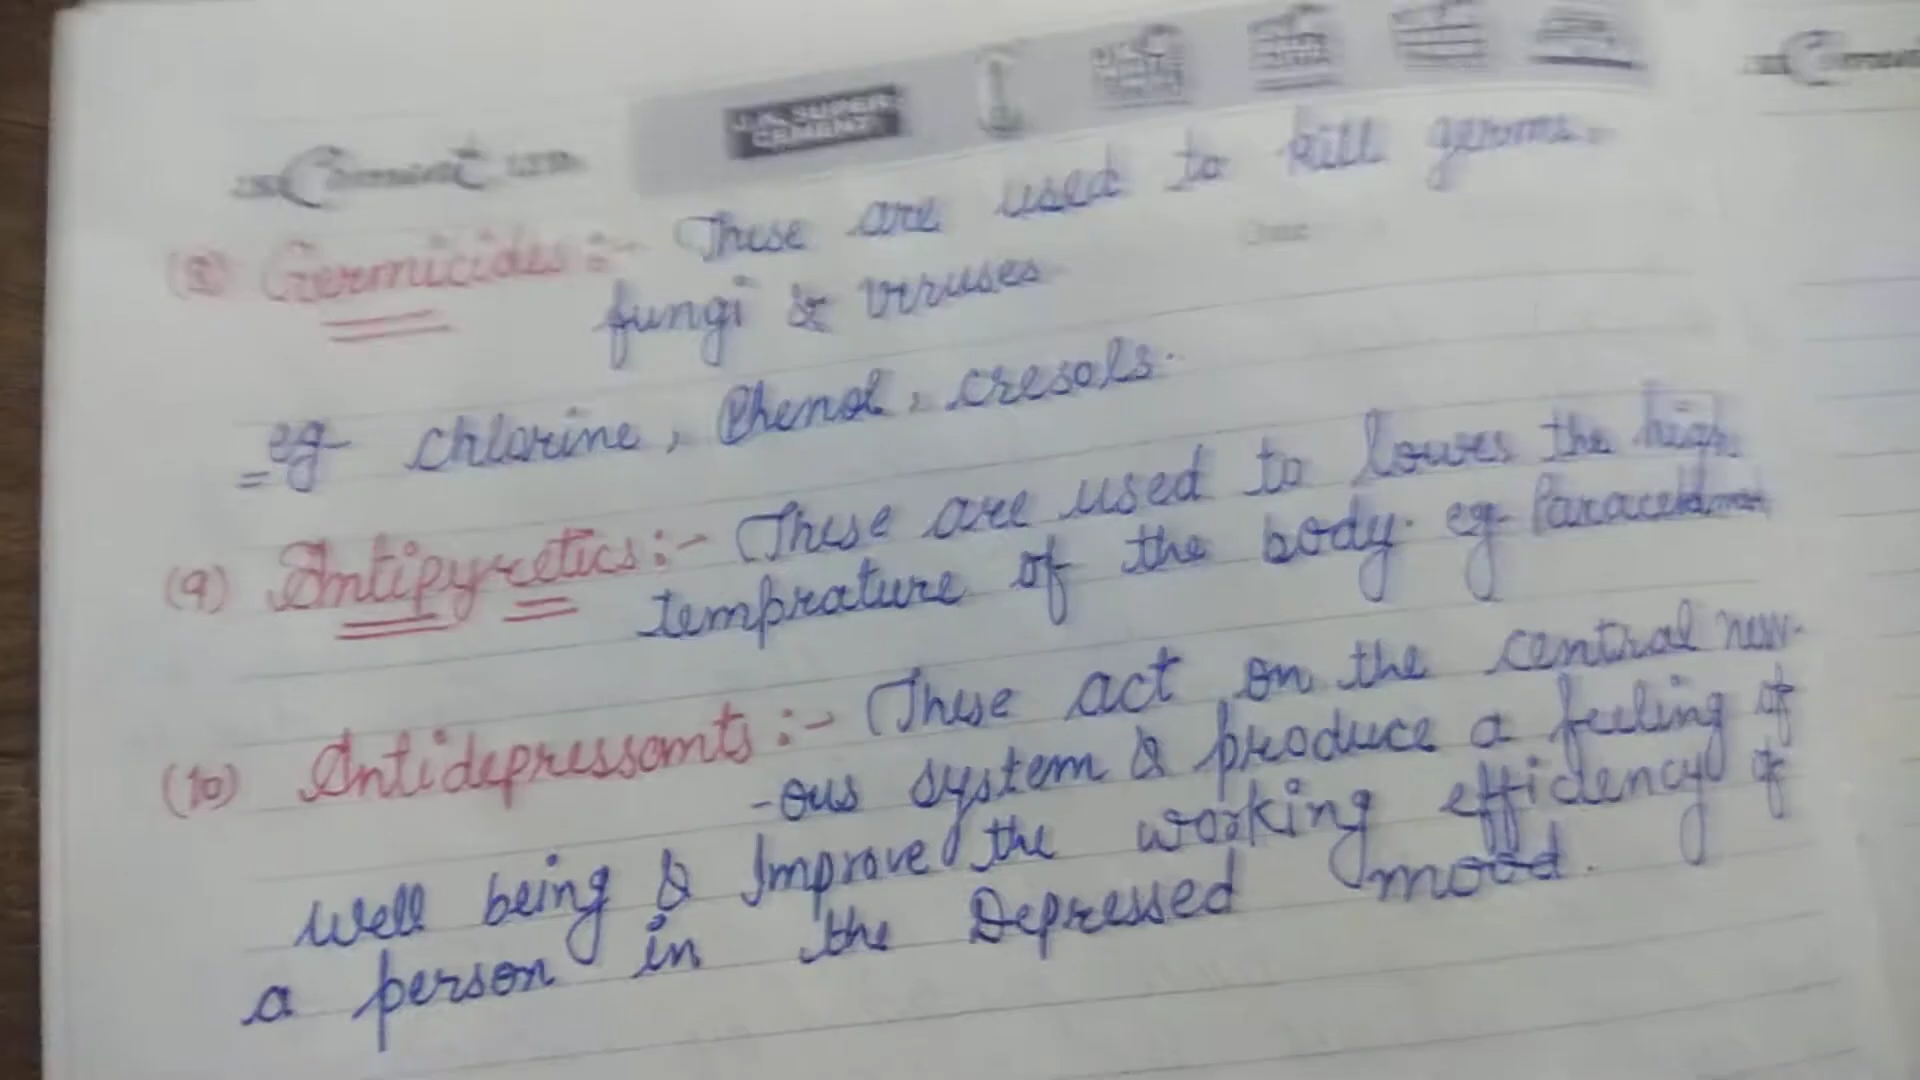 J.K. SUPER CEMENT
(8) Germicides :- These are used to kill germs.
fungi & viruses
eg chlorine, Phenol, cresols.
(9) Antipyretics :- These are used to lower the high
temprature of the body. eg Paracetamol
(10) Antidepressants :- These act on the central nerv-
-ous system & produce a feeling of
well being & Improve the working efficiency of
a person in the Depressed mood.